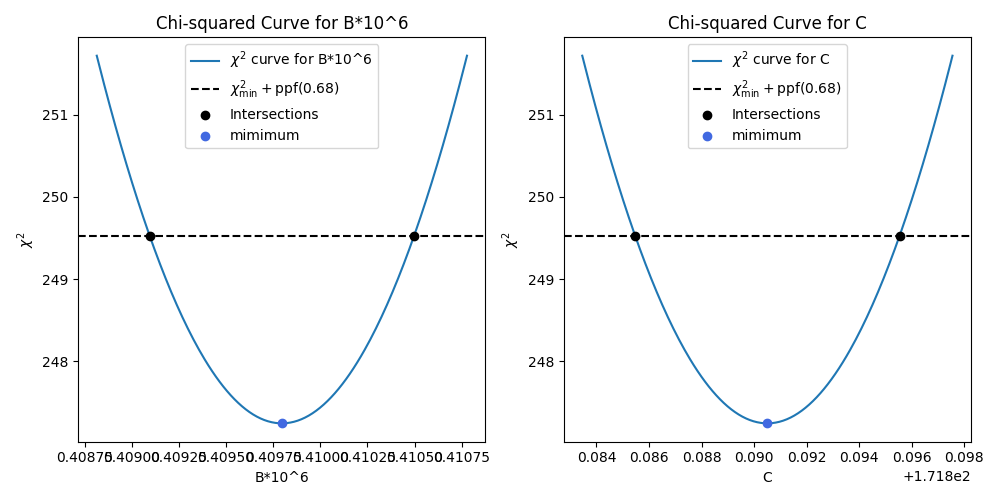 Chi-squared Curve for B*10^6
χ² curve for B*10^6
χ²min + ppf(0.68)
Intersections
mimimum
251
250
249
248
χ²
0.40875 0.40900 0.40925 0.40950 0.40975 0.41000 0.41025 0.41050 0.41075
B*10^6
Chi-squared Curve for C
χ² curve for C
χ²min + ppf(0.68)
Intersections
mimimum
251
250
249
248
χ²
0.084 0.086 0.088 0.090 0.092 0.094 0.096 0.098
C
+1.718e2